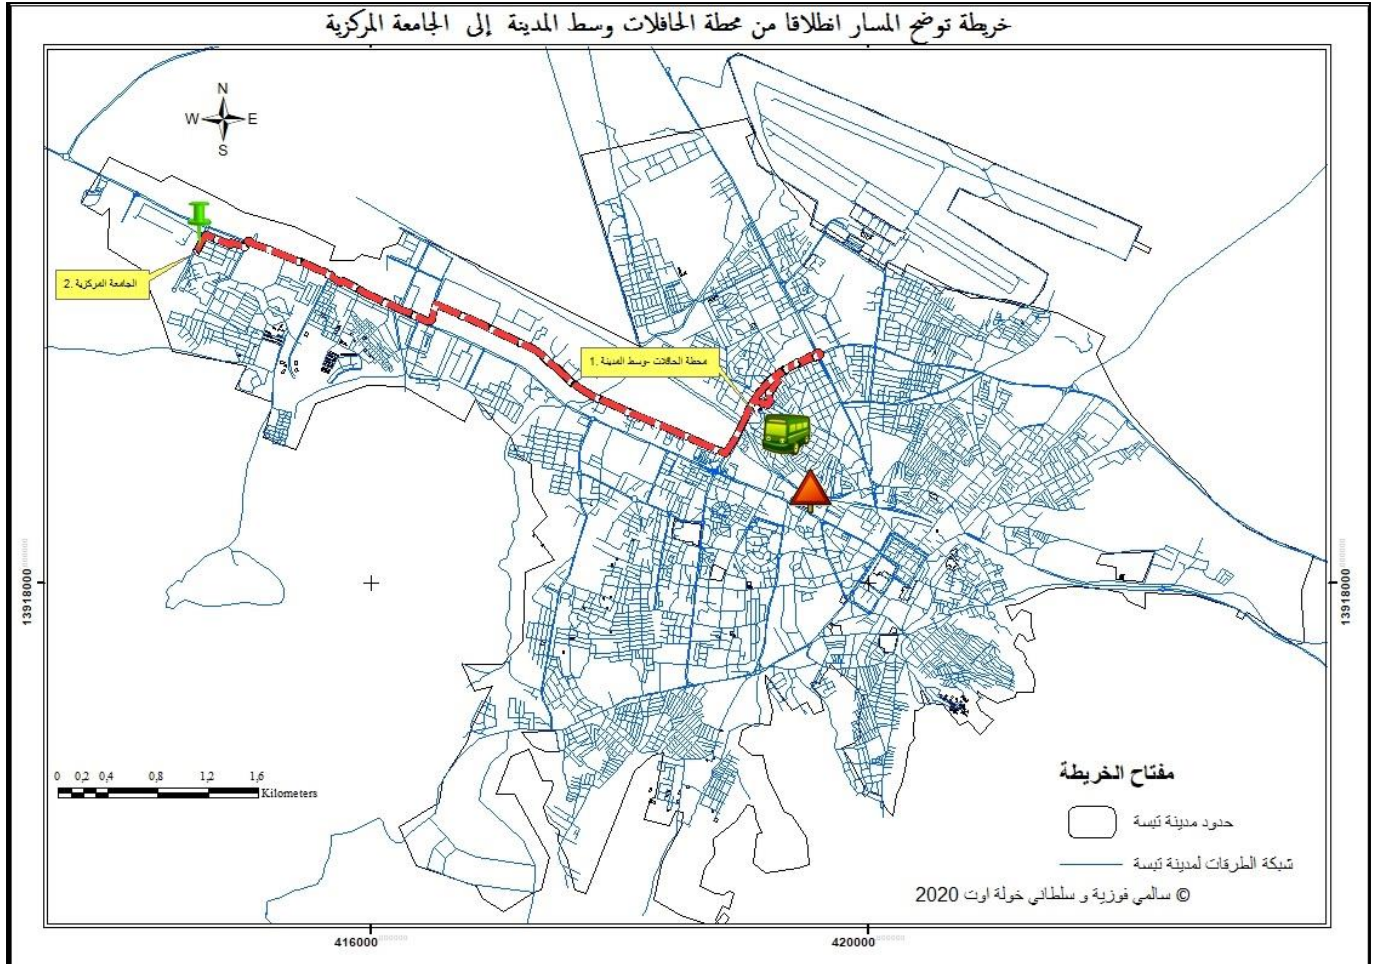 خريطة توضح المسار انطلاقا من محطة الحافلات وسط المدينة إلى الجامعة المركزية
N
W E
S
الجامعة المركزية .2
محطة الحافلات -وسط المدينة .1
13918000
13918000
0 0,2 0,4 0,8 1,2 1,6
Kilometers
مفتاح الخريطة
حدود مدينة تبسة
شبكة الطرقات لمدينة تبسة
© سالمي فوزية و سلطاني خولة اوت 2020
416000
420000